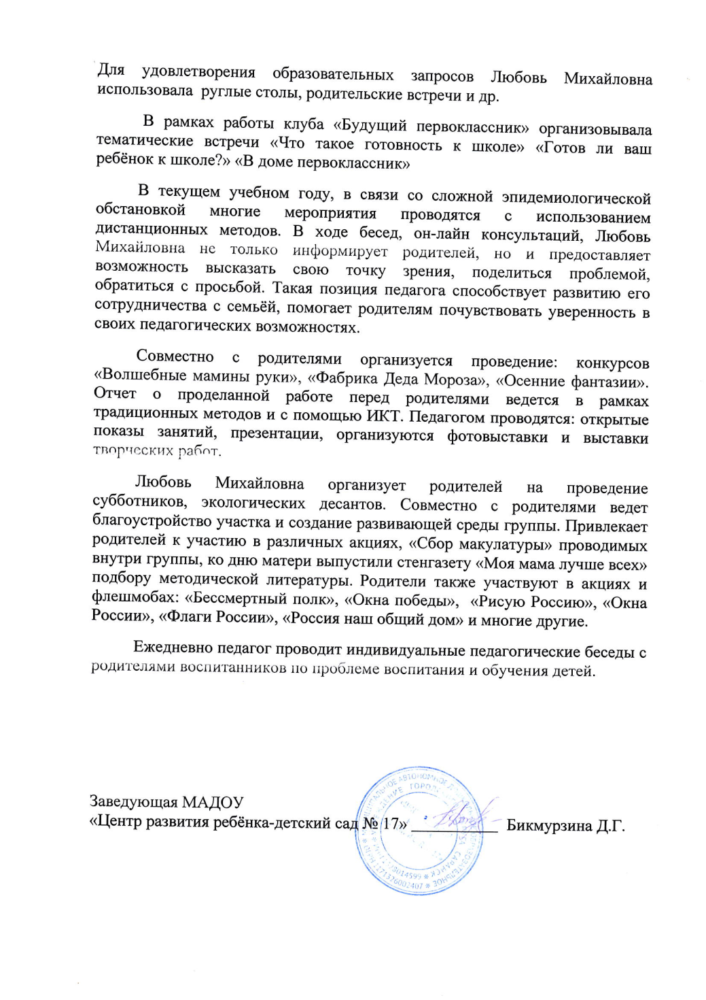 Для удовлетворения образовательных запросов Любовь Михайловна
использовала руглые столы, родительские встречи и др.
В рамках работы клуба «Будущий первоклассник» организовывала
тематические встречи «Что такое готовность к школе» «Готов ли ваш
ребёнок к школе?» «В доме первоклассник»
В текущем учебном году, в связи со сложной эпидемиологической
обстановкой многие мероприятия проводятся с использованием
дистанционных методов. В ходе бесед, он-лайн консультаций, Любовь
Михайловна не только информирует родителей, но и предоставляет
возможность высказать свою точку зрения, поделиться проблемой,
обратиться с просьбой. Такая позиция педагога способствует развитию его
сотрудничества с семьёй, помогает родителям почувствовать уверенность в
своих педагогических возможностях.
Совместно с родителями организуется проведение: конкурсов
«Волшебные мамины руки», «Фабрика Деда Мороза», «Осенние фантазии».
Отчет о проделанной работе перед родителями ведется в рамках
традиционных методов и с помощью ИКТ. Педагогом проводятся: открытые
показы занятий, презентации, организуются фотовыставки и выставки
творческих работ.
Любовь Михайловна организует родителей на проведение
субботников, экологических десантов. Совместно с родителями ведет
благоустройство участка и создание развивающей среды группы. Привлекает
родителей к участию в различных акциях, «Сбор макулатуры» проводимых
внутри группы, ко дню матери выпустили стенгазету «Моя мама лучше всех»
подбору методической литературы. Родители также участвуют в акциях и
флешмобах: «Бессмертный полк», «Окна победы», «Рисую Россию», «Окна
России», «Флаги России», «Россия наш общий дом» и многие другие.
Ежедневно педагог проводит индивидуальные педагогические беседы с
родителями воспитанников по проблеме воспитания и обучения детей.
Заведующая МАДОУ
«Центр развития ребёнка-детский сад № 17» ___________ Бикмурзина Д.Г.
МУНИЦИПАЛЬНОЕ АВТОНОМНОЕ
ОБРАЗОВАТЕЛЬНОЕ
САРАНСК